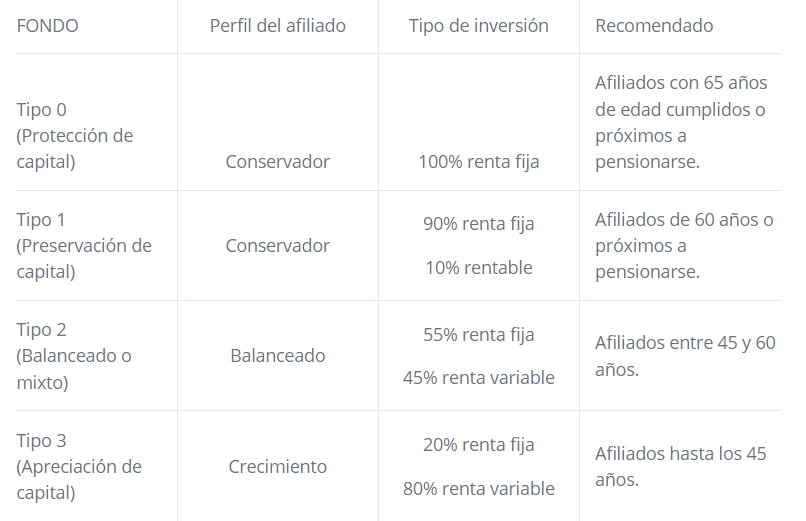 FONDO
Perfil del afiliado
Tipo de inversión
Recomendado
Tipo 0
(Protección de
capital)
Conservador
100% renta fija
Afiliados con 65 años
de edad cumplidos o
próximos a
pensionarse.
Tipo 1
(Preservación de
capital)
Conservador
90% renta fija
10% rentable
Afiliados de 60 años o
próximos a
pensionarse.
Tipo 2
(Balanceado o
mixto)
Balanceado
55% renta fija
45% renta variable
Afiliados entre 45 y 60
años.
Tipo 3
(Apreciación de
capital)
Crecimiento
20% renta fija
80% renta variable
Afiliados hasta los 45
años.